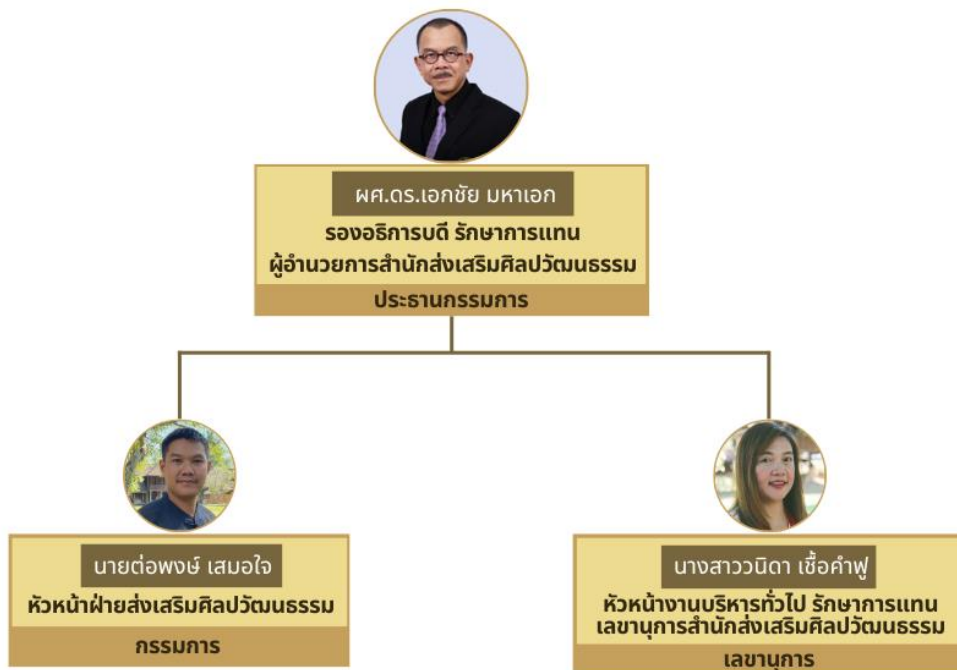 ผศ.ดร.เอกชัย มหาเอก
รองอธิการบดี รักษาการแทน
ผู้อำนวยการสำนักส่งเสริมศิลปวัฒนธรรม
ประธานกรรมการ
นายต่อพงษ์ เสมอใจ
หัวหน้าฝ่ายส่งเสริมศิลปวัฒนธรรม
กรรมการ
นางสาววนิดา เชื้อคำฟู
หัวหน้างานบริหารทั่วไป รักษาการแทน
เลขานุการสำนักส่งเสริมศิลปวัฒนธรรม
เลขานุการ